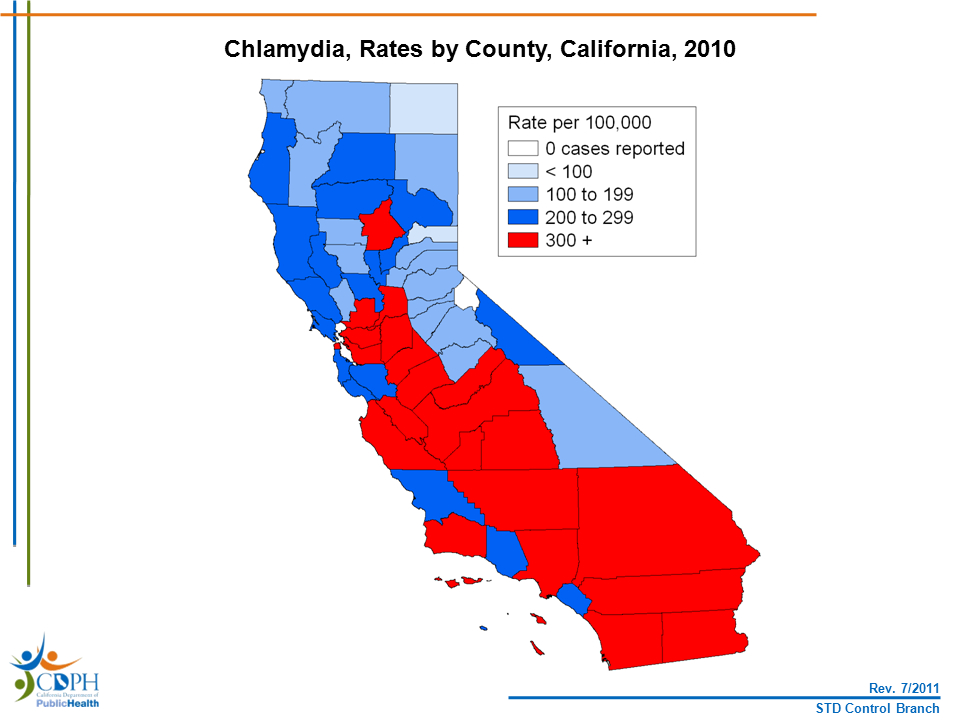 Chlamydia, Rates by County, California, 2010
Rate per 100,000
0 cases reported
< 100
100 to 199
200 to 299
300 +
CDPH
California Department of
PublicHealth
Rev. 7/2011
STD Control Branch